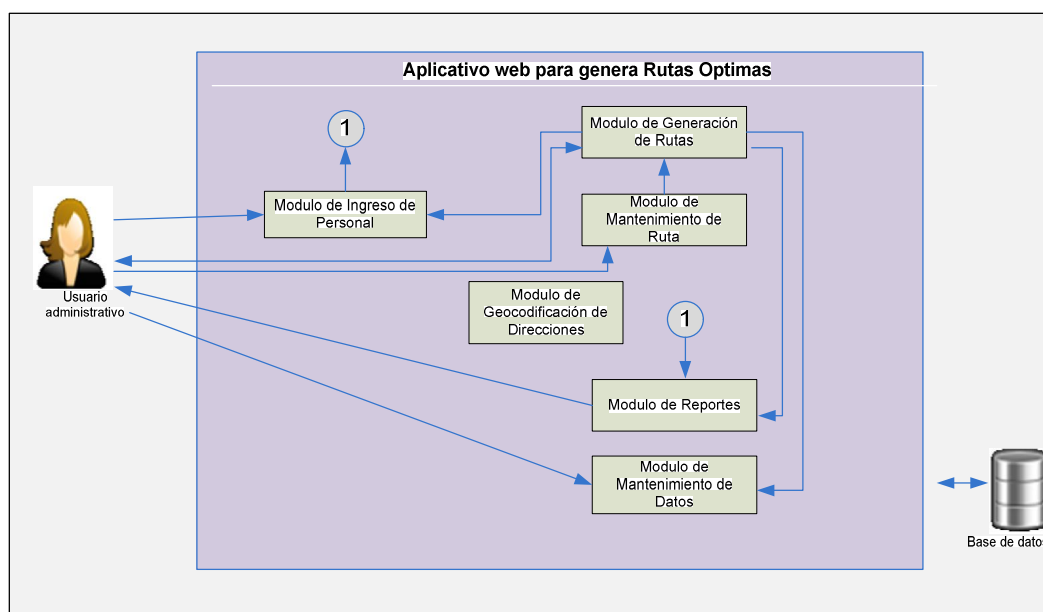 Aplicativo web para genera Rutas Optimas
1
Modulo de Generación
de Rutas
Modulo de Ingreso de
Personal
Modulo de
Mantenimiento de
Ruta
Usuario
administrativo
Modulo de
Geocodificación de
Direcciones
1
Modulo de Reportes
Modulo de
Mantenimiento de
Datos
Base de datos